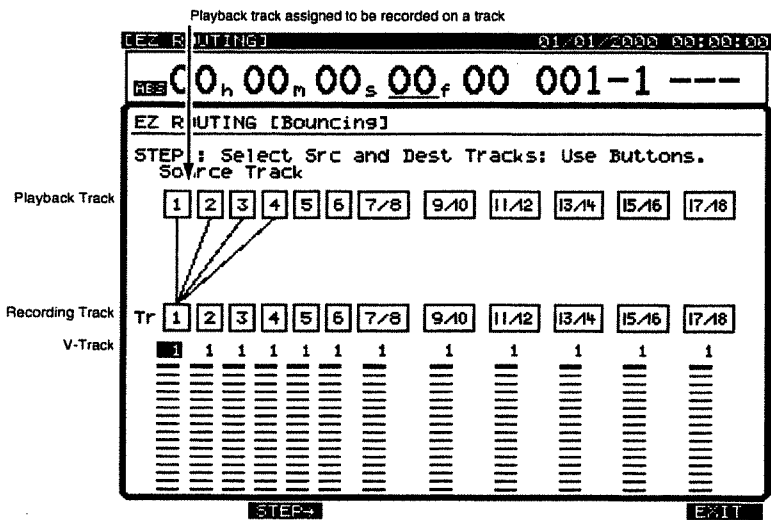 Playback track assigned to be recorded on a track
[EZ ROUTING] 01/01/2000 00:00:00
ABS 00h 00m 00s 00f 00 001-1 ---
EZ ROUTING [Bouncing]
STEP : Select Src and Dest Tracks: Use Buttons.
Source Track
Playback Track 1 2 3 4 5 6 7/8 9/10 11/12 13/14 15/16 17/18
Recording Track Tr 1 2 3 4 5 6 7/8 9/10 11/12 13/14 15/16 17/18
V-Track 1 1 1 1 1 1 1 1 1 1 1 1
STEP→ EXIT